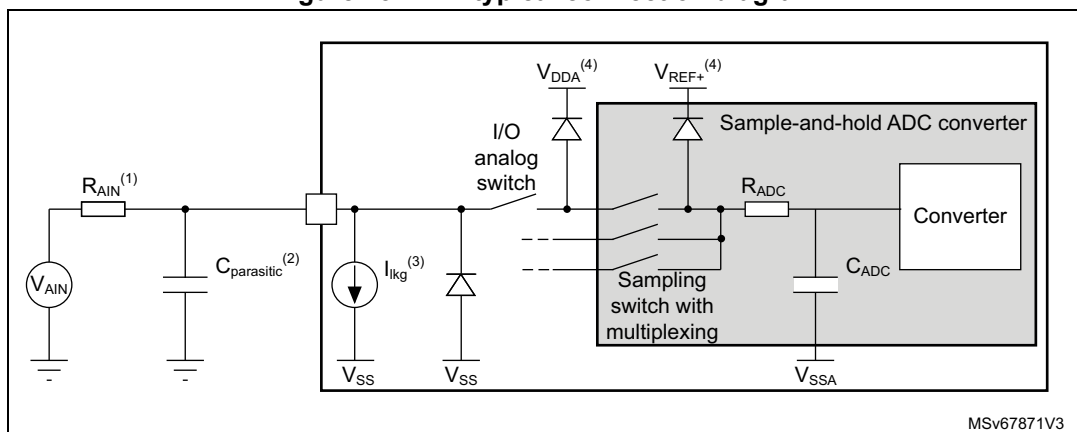 V_DDA^(4)
V_REF+^(4)
Sample-and-hold ADC converter
I/O
analog
switch
R_AIN^(1)
R_ADC
Converter
C_parasitic^(2)
I_lkg^(3)
C_ADC
V_AIN
Sampling
switch with
multiplexing
V_SS
V_SS
V_SSA
MSv67871V3